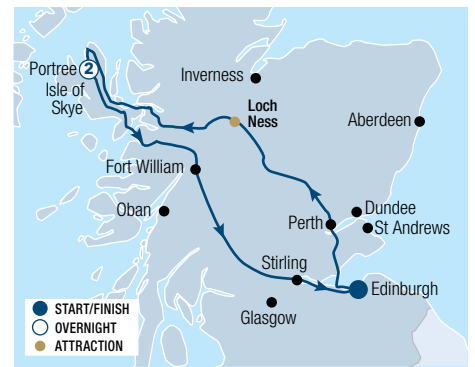 Inverness
Portree 2
Isle of
Skye
Loch
Ness
Aberdeen
Fort William
Oban
Perth
Dundee
St Andrews
Stirling
Edinburgh
Glasgow
START/FINISH
OVERNIGHT
ATTRACTION